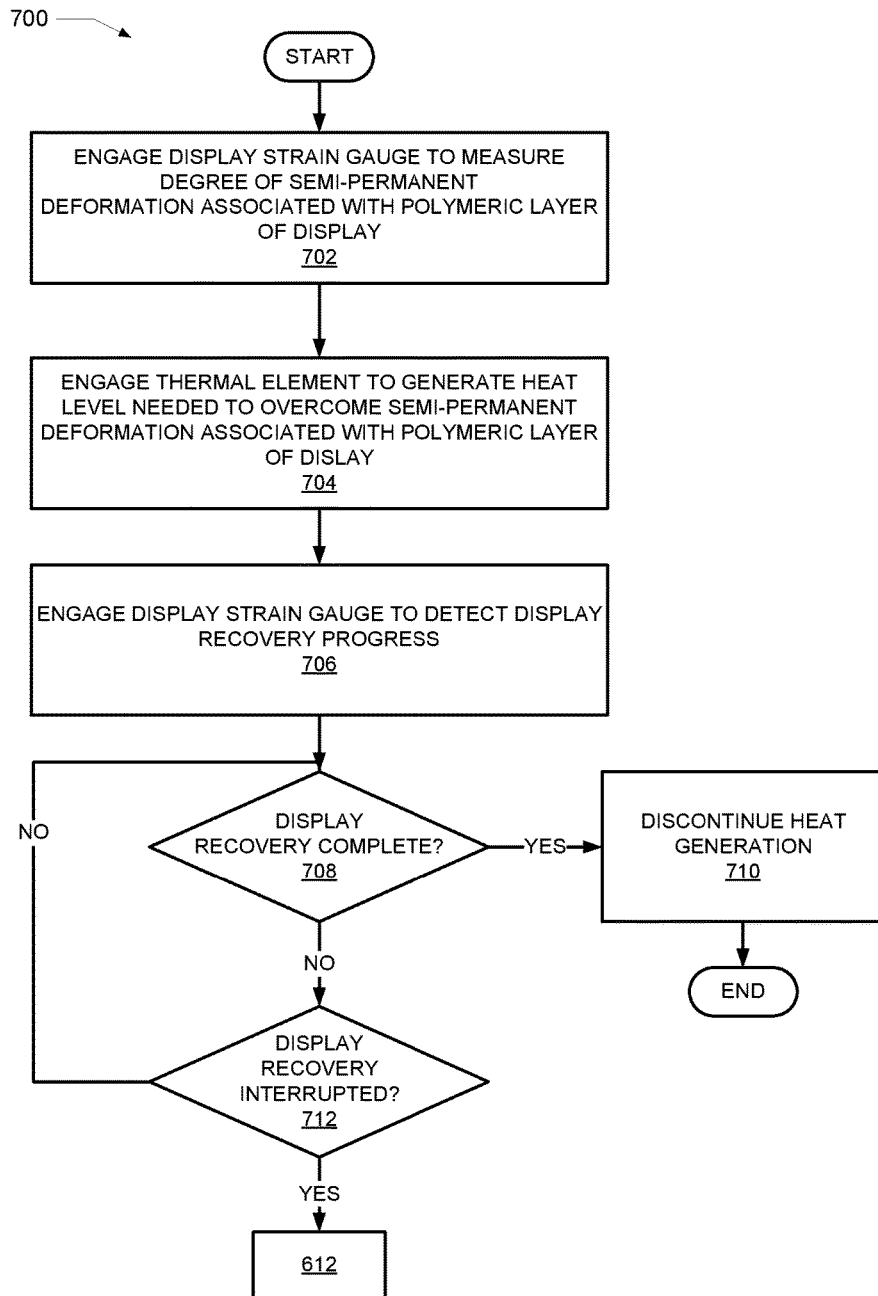 700
START
ENGAGE DISPLAY STRAIN GAUGE TO MEASURE
DEGREE OF SEMI-PERMANENT
DEFORMATION ASSOCIATED WITH POLYMERIC LAYER
OF DISPLAY
702
ENGAGE THERMAL ELEMENT TO GENERATE HEAT
LEVEL NEEDED TO OVERCOME SEMI-PERMANENT
DEFORMATION ASSOCIATED WITH POLYMERIC LAYER
OF DISLAY
704
ENGAGE DISPLAY STRAIN GAUGE TO DETECT DISPLAY
RECOVERY PROGRESS
706
DISPLAY
RECOVERY COMPLETE?
708
YES
DISCONTINUE HEAT
GENERATION
710
END
NO
NO
DISPLAY
RECOVERY
INTERRUPTED?
712
YES
612